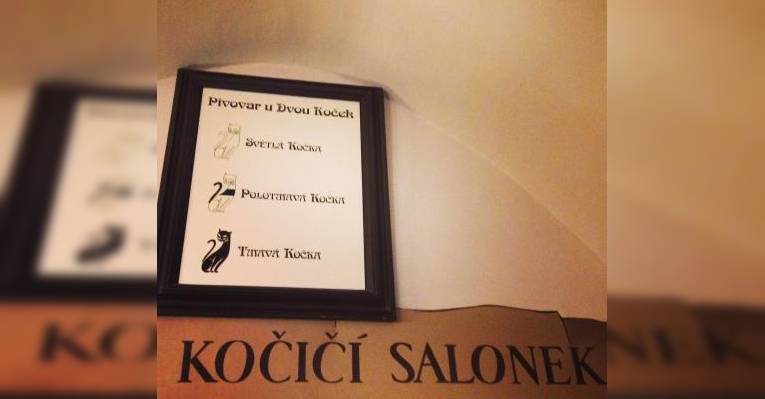 Pivovar u Dvou Koček
Světlá Kočka
Polotmavá Kočka
Tmavá Kočka
KOČIČÍ SALONEK